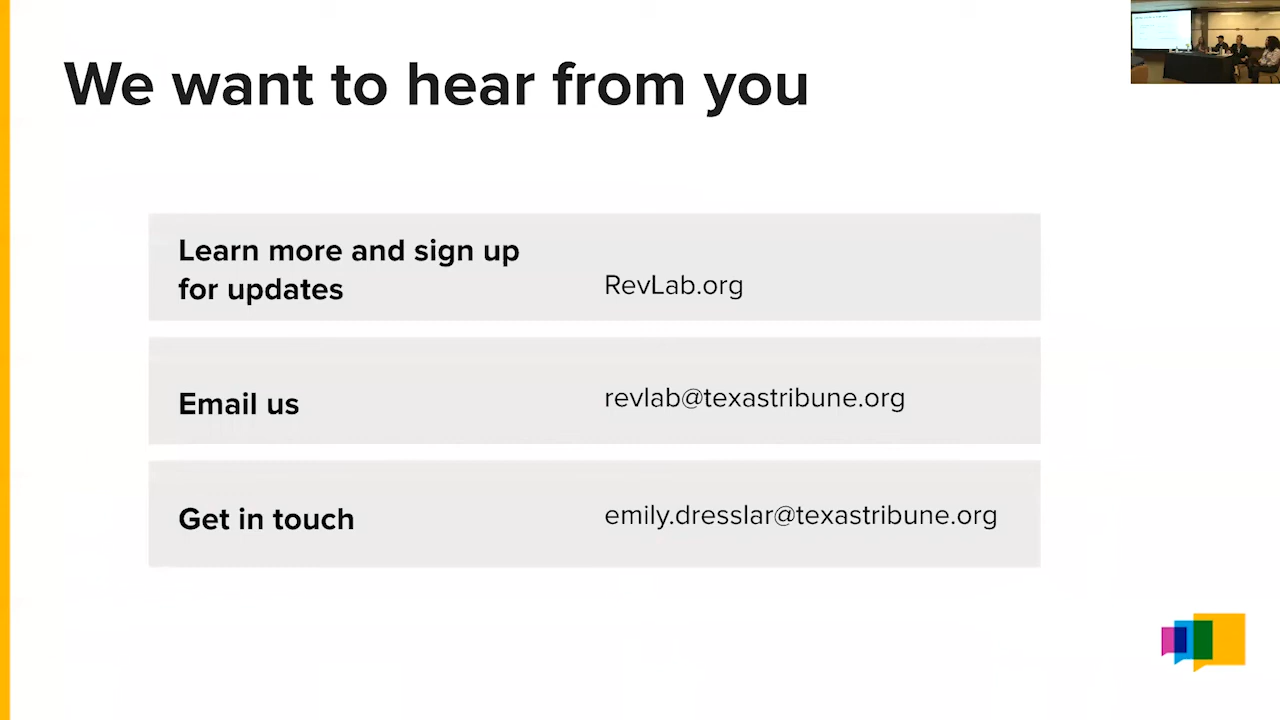 We want to hear from you
Learn more and sign up
for updates
RevLab.org
Email us
revlab@texastribune.org
Get in touch
emily.dresslar@texastribune.org